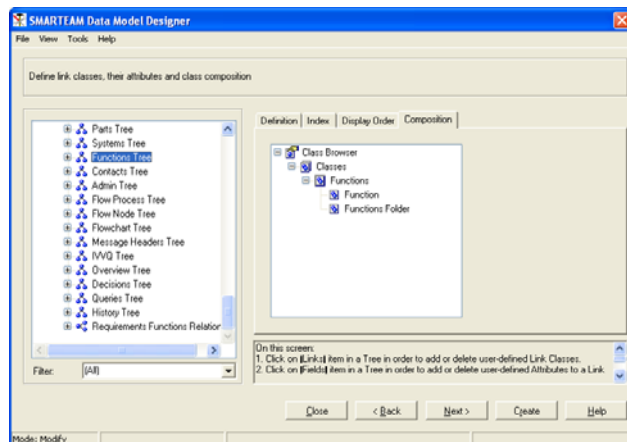 SMARTEAM Data Model Designer
File View Tools Help
Define link classes, their attributes and class composition
Parts Tree
Systems Tree
Functions Tree
Contacts Tree
Admin Tree
Flow Process Tree
Flow Node Tree
Flowchart Tree
Message Headers Tree
IVVQ Tree
Overview Tree
Decisions Tree
Queries Tree
History Tree
Requirements Functions Relation
Filter: (All)
Definition Index Display Order Composition
Class Browser
Classes
Functions
Function
Functions Folder
On this screen:
1. Click on |Links| item in a Tree in order to add or delete user-defined Link Classes.
2. Click on |Fields| item in a Tree in order to add or delete user-defined Attributes to a Link
Close < Back Next > Create Help
Mode: Modify